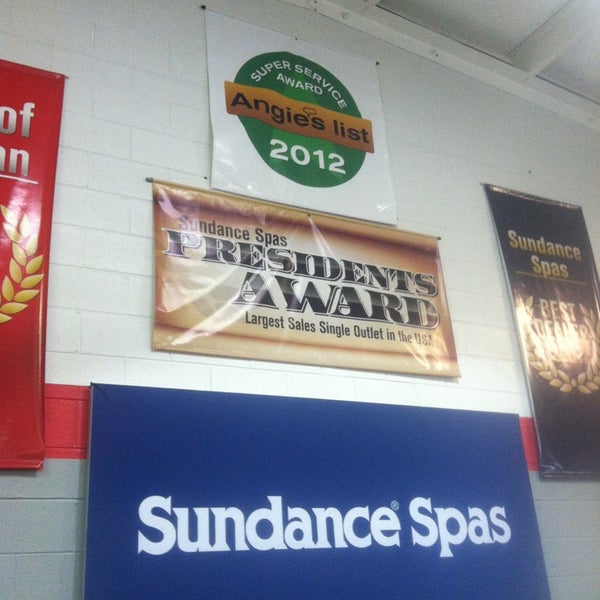 SUPER SERVICE
AWARD
Angie's list
2012
of
Sundance Spas
PRESIDENTS
AWARD
Largest Sales Single Outlet in the USA
Sundance
Spas
BEST
Sundance® Spas